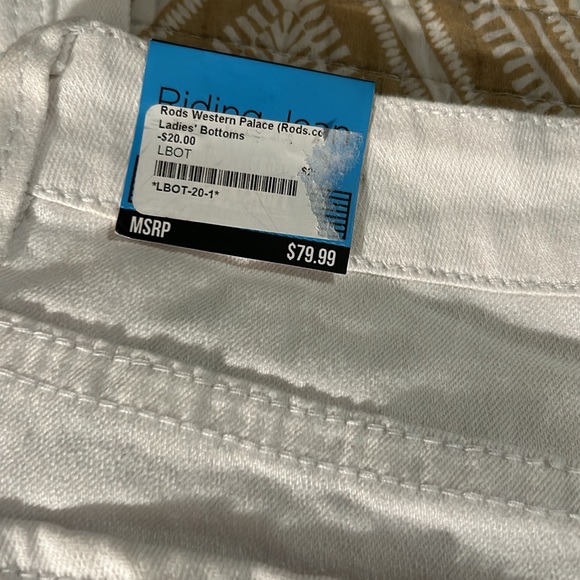 Riding Jean
Rods Western Palace (Rods.co
Ladies' Bottoms
-$20.00
LBOT
*LBOT-20-1*
MSRP
$79.99